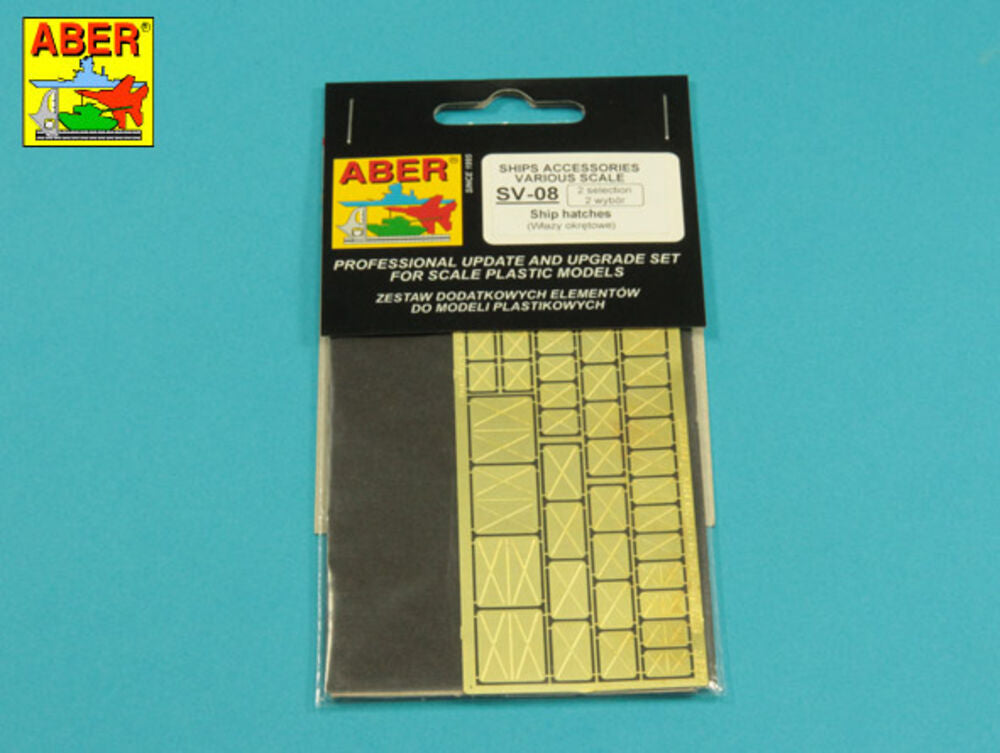 ABER®
ABER®
SINCE 1995
SHIPS ACCESSORIES
VARIOUS SCALE
SV-08
2 selection
2 wybór
Ship hatches
(Włazy okrętowe)
PROFESSIONAL UPDATE AND UPGRADE SET
FOR SCALE PLASTIC MODELS
ZESTAW DODATKOWYCH ELEMENTÓW
DO MODELI PLASTIKOWYCH